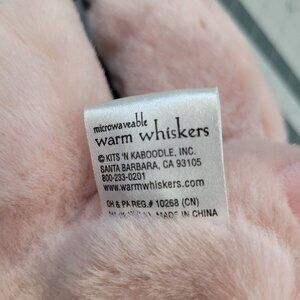 microwaveable
warm whiskers
© KITS 'N KABOODLE, INC.
SANTA BARBARA, CA 93105
800-233-0201
www.warmwhiskers.com
OH & PA REG.# 10268 (CN)
MADE IN CHINA